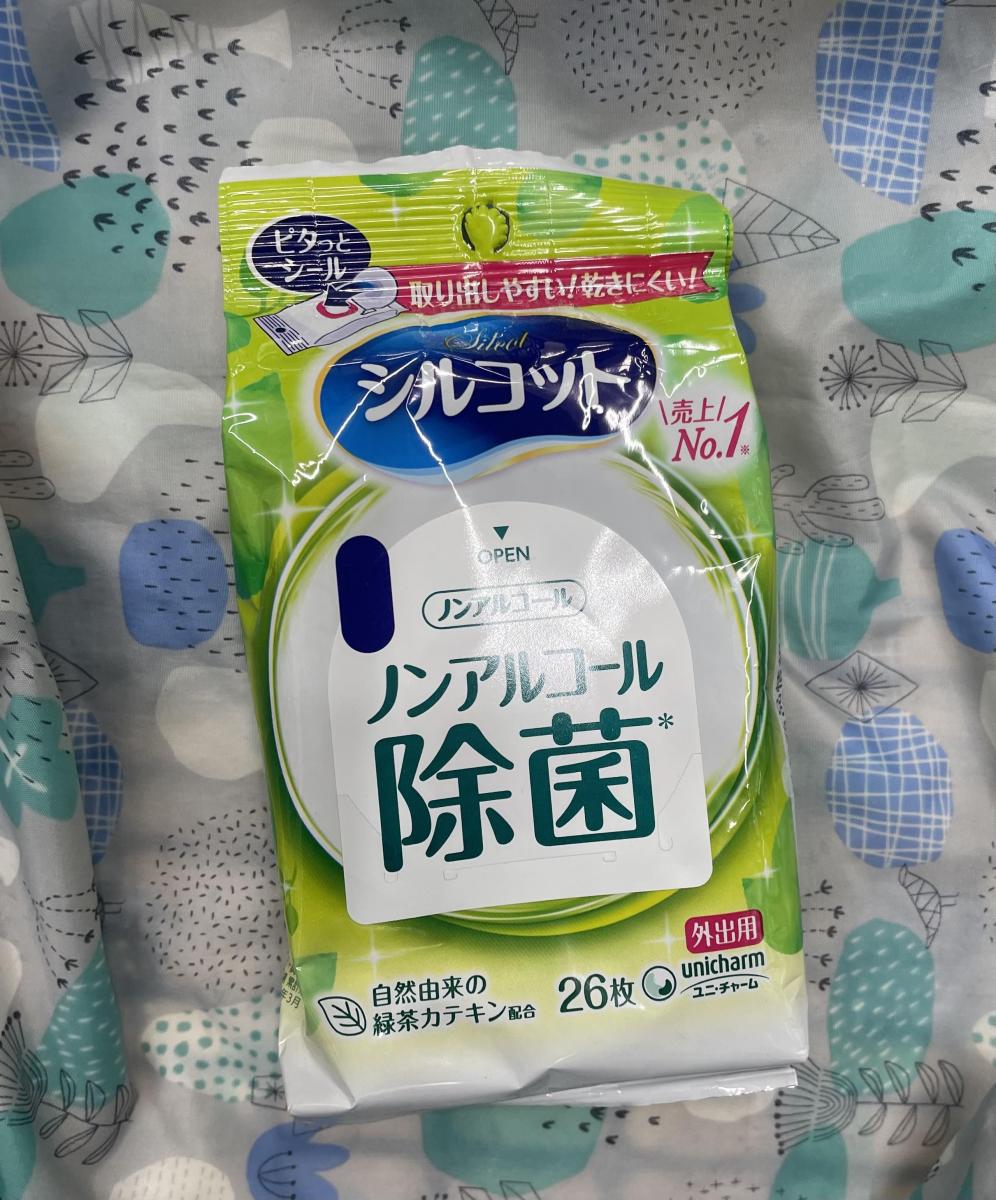 ピタっと
シール
取り出しやすい!乾きにくい!
Silcot
シルコット
売上
No.1※
OPEN
ノンアルコール
ノンアルコール
除菌*
外出用
自然由来の
緑茶カテキン配合
26枚
unicharm
ユニ・チャーム
年3月